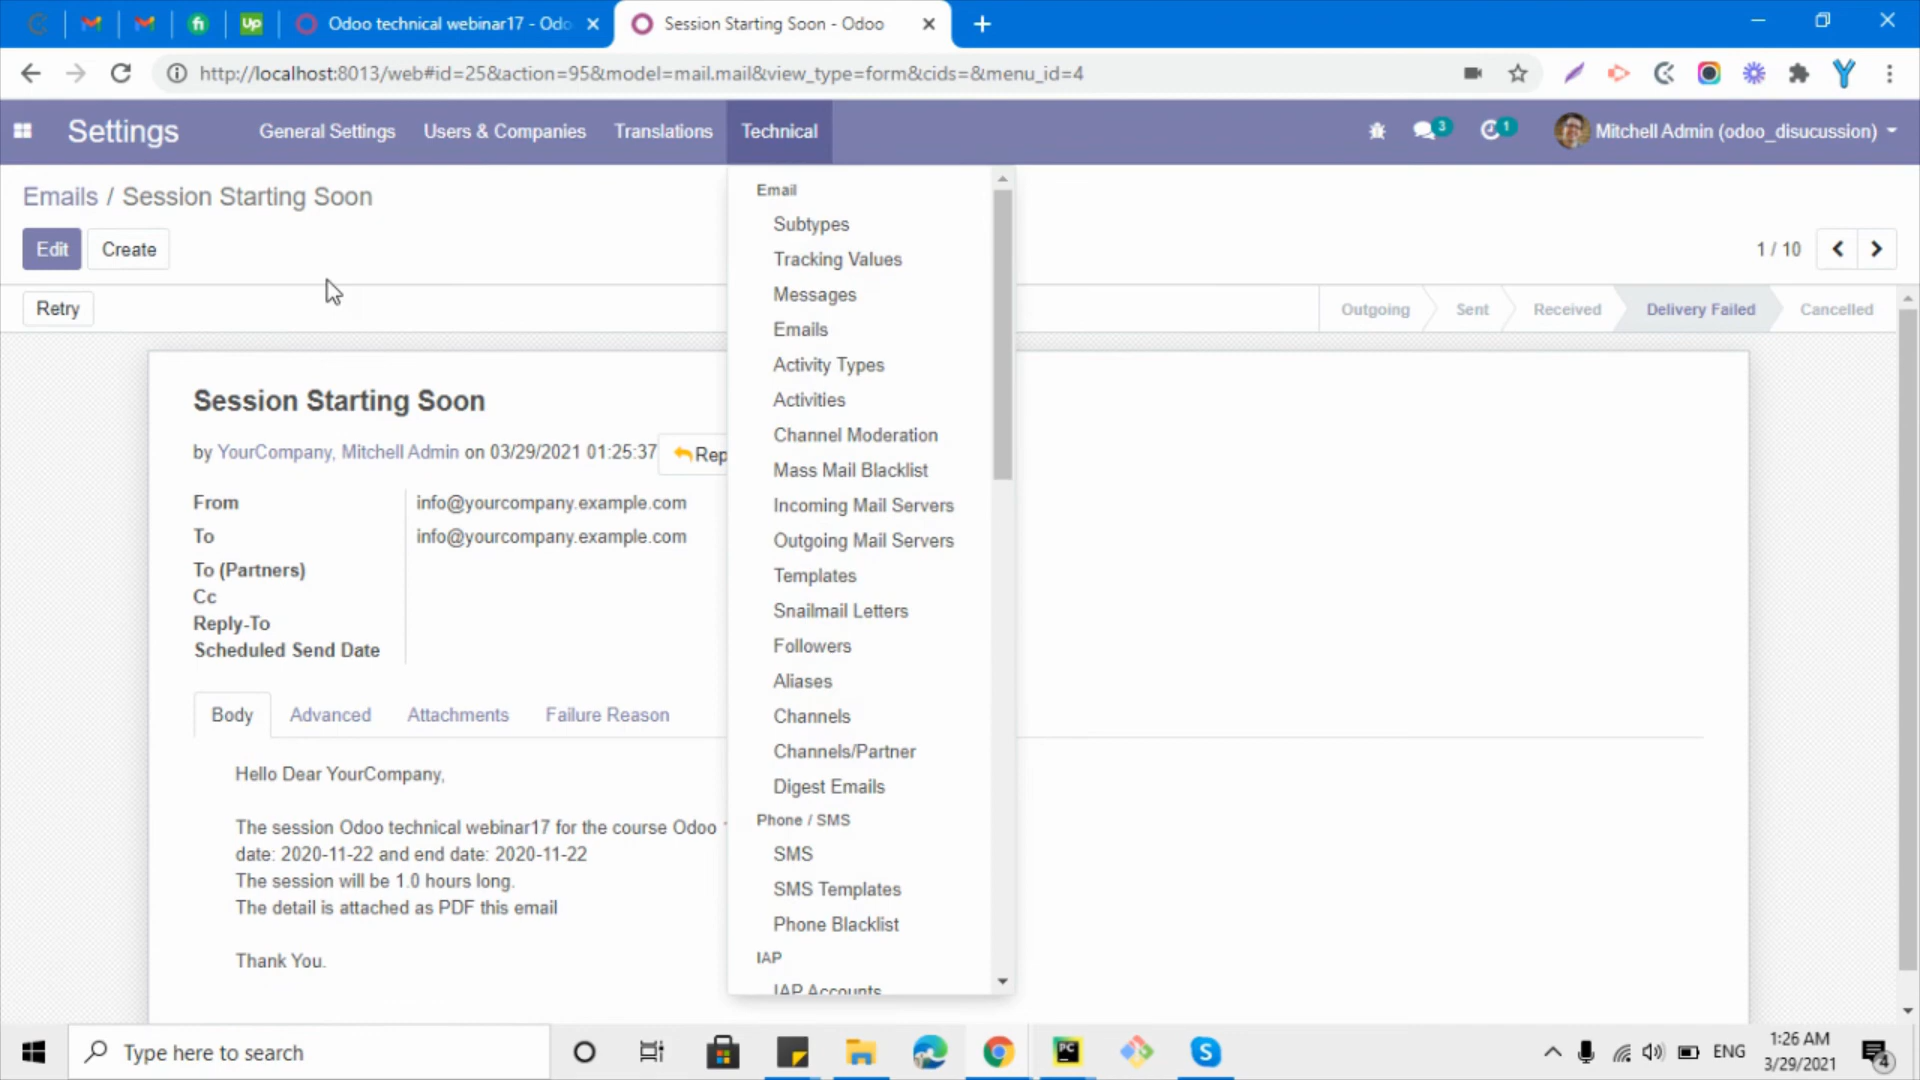 Odoo technical webinar17 - Odo
Session Starting Soon - Odoo
Up
http://localhost:8013/web#id=25&action=95&model=mail.mail&view_type=form&cids=&menu_id=4
Settings
General Settings
Users & Companies
Translations
Technical
3
1
Mitchell Admin (odoo_disucussion)
Emails / Session Starting Soon
Edit
Create
1 / 10
Retry
Outgoing
Sent
Received
Delivery Failed
Cancelled
Email
Subtypes
Tracking Values
Messages
Emails
Activity Types
Activities
Channel Moderation
Mass Mail Blacklist
Incoming Mail Servers
Outgoing Mail Servers
Templates
Snailmail Letters
Followers
Aliases
Channels
Channels/Partner
Digest Emails
Phone / SMS
SMS
SMS Templates
Phone Blacklist
IAP
IAP Accounts
Session Starting Soon
by YourCompany, Mitchell Admin on 03/29/2021 01:25:37
Rep
From info@yourcompany.example.com
To info@yourcompany.example.com
To (Partners)
Cc
Reply-To
Scheduled Send Date
Body
Advanced
Attachments
Failure Reason
Hello Dear YourCompany,
The session Odoo technical webinar17 for the course Odoo
date: 2020-11-22 and end date: 2020-11-22
The session will be 1.0 hours long.
The detail is attached as PDF this email
Thank You.
Type here to search
PC
S
ENG
1:26 AM
3/29/2021
4